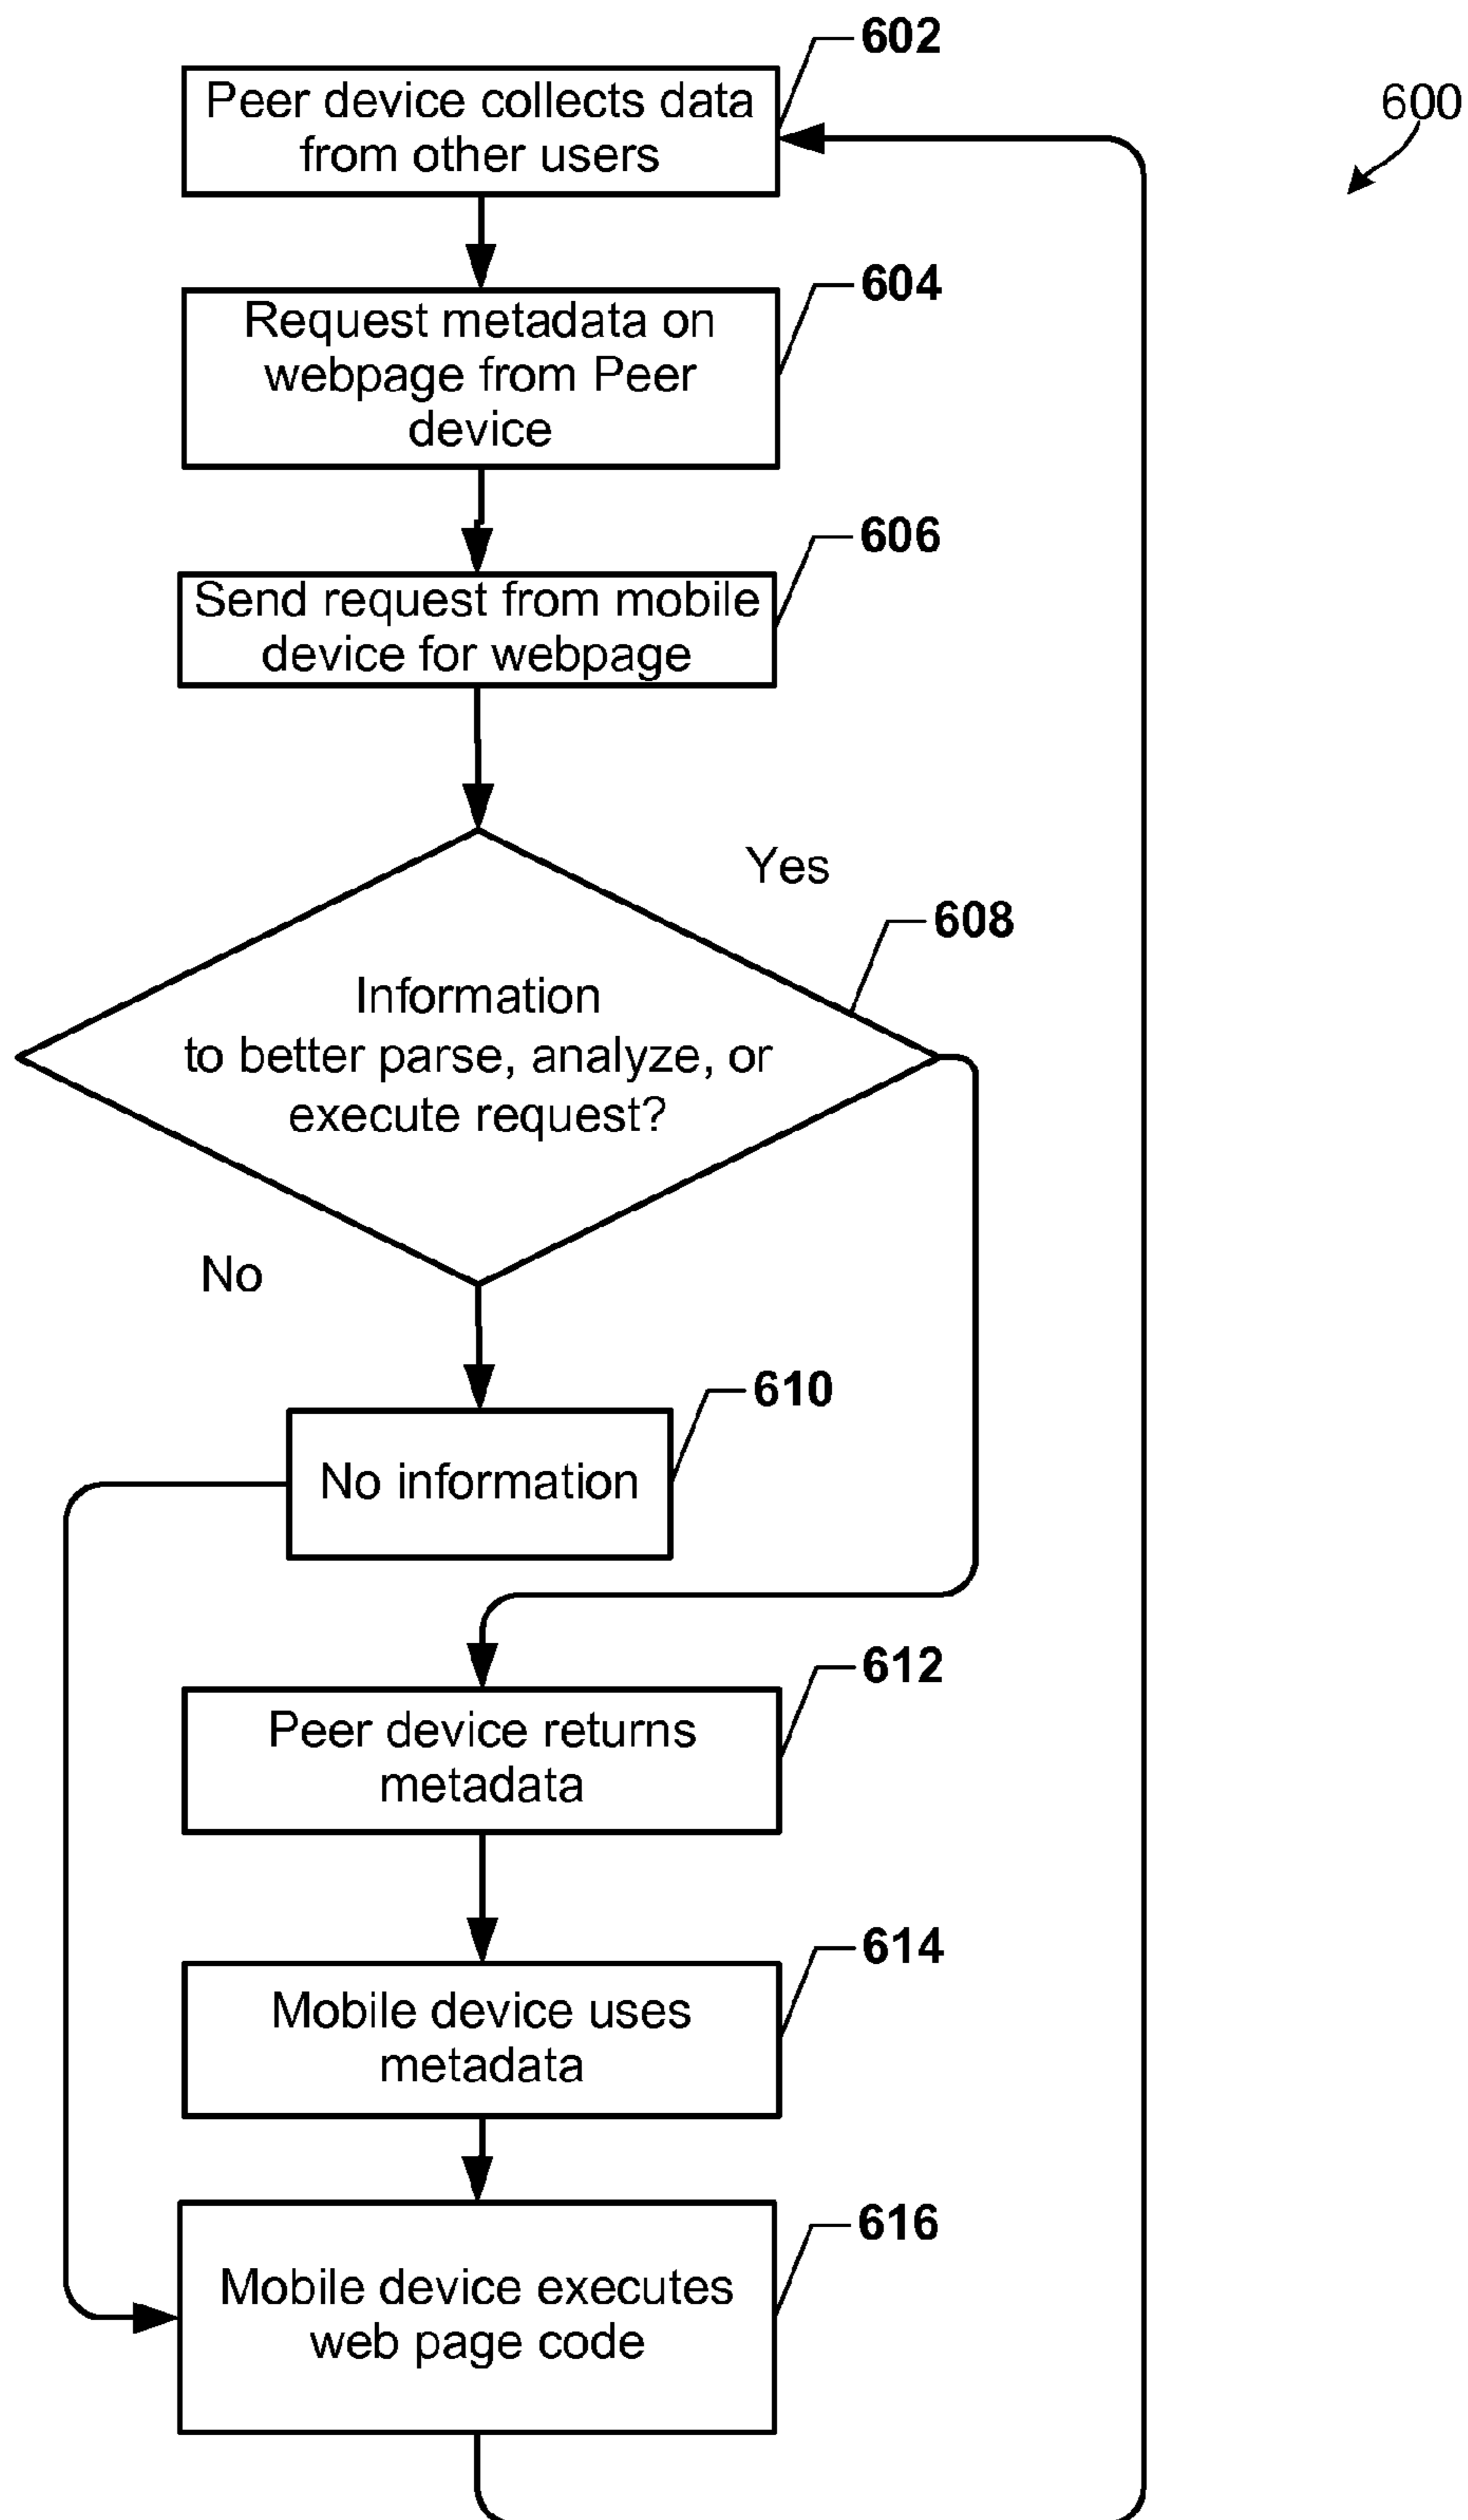 602
Peer device collects data
from other users
600
604
Request metadata on
webpage from Peer
device
606
Send request from mobile
device for webpage
Yes
608
Information
to better parse, analyze, or
execute request?
No
610
No information
612
Peer device returns
metadata
614
Mobile device uses
metadata
616
Mobile device executes
web page code